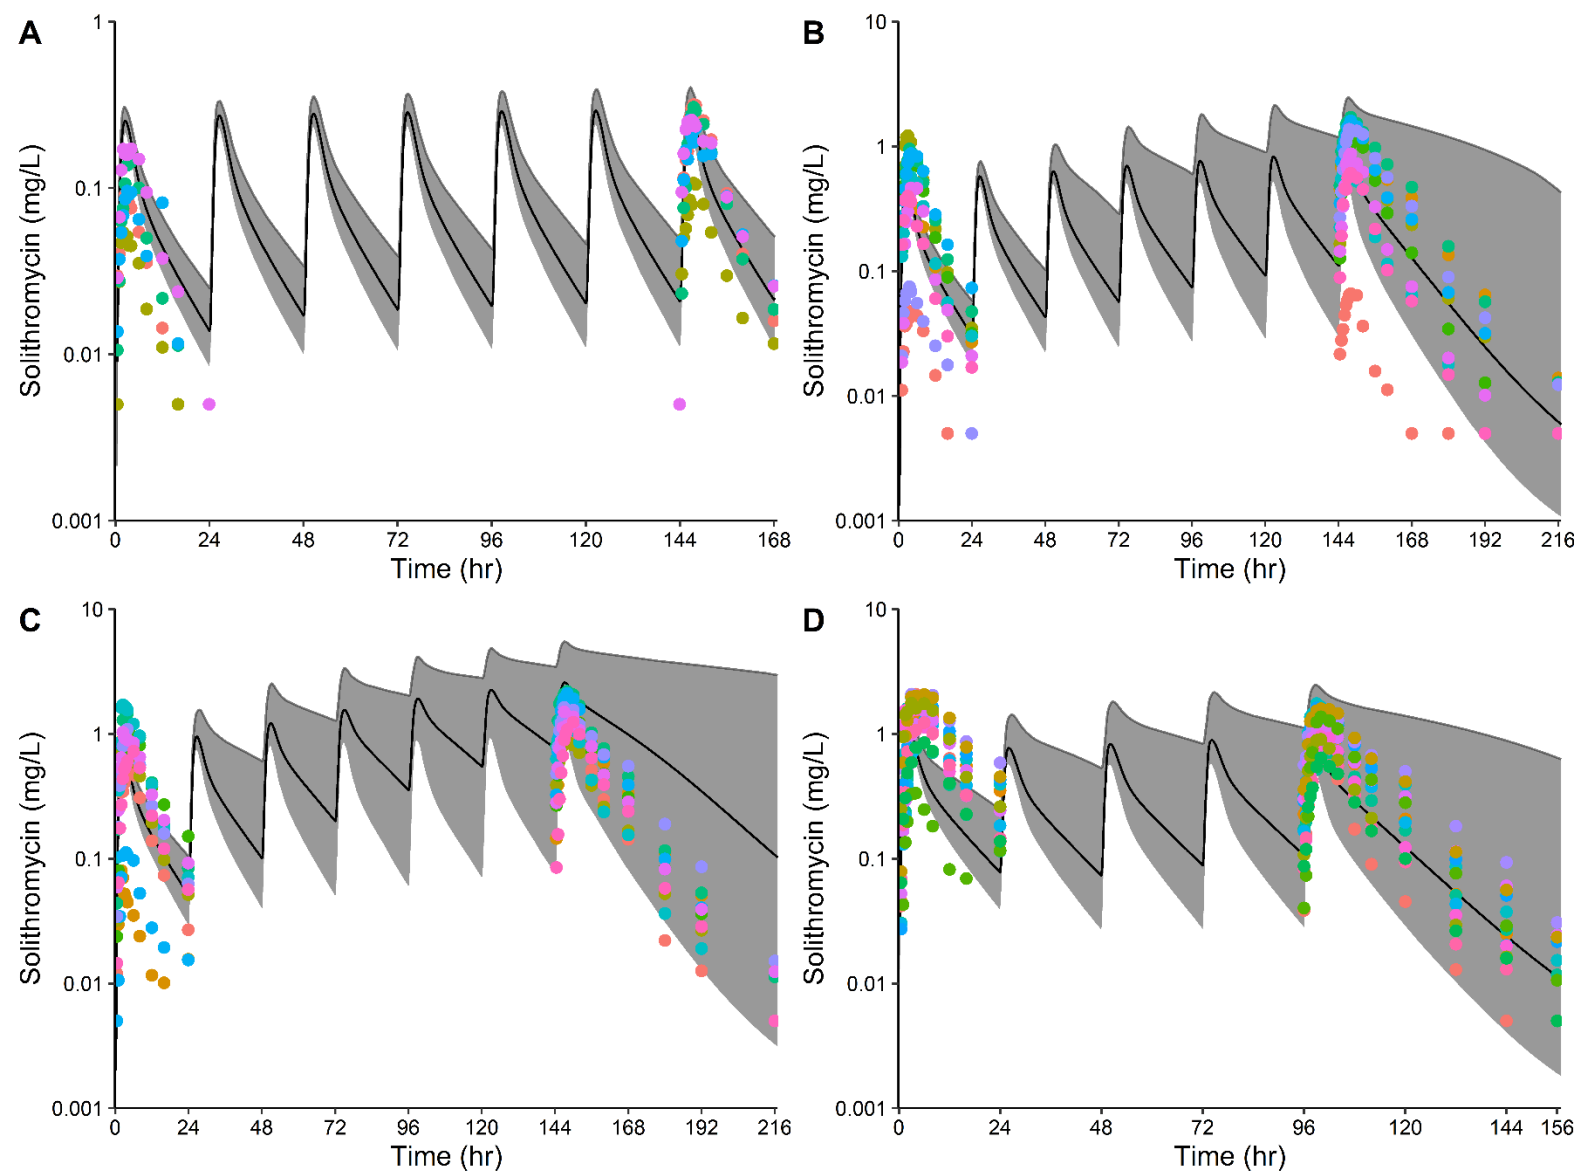 A
Solithromycin (mg/L)
1
0.1
0.01
0.001
0 24 48 72 96 120 144 168
Time (hr)
B
Solithromycin (mg/L)
10
1
0.1
0.01
0.001
0 24 48 72 96 120 144 168 192 216
Time (hr)
C
Solithromycin (mg/L)
10
1
0.1
0.01
0.001
0 24 48 72 96 120 144 168 192 216
Time (hr)
D
Solithromycin (mg/L)
10
1
0.1
0.01
0.001
0 24 48 72 96 120 144 156
Time (hr)